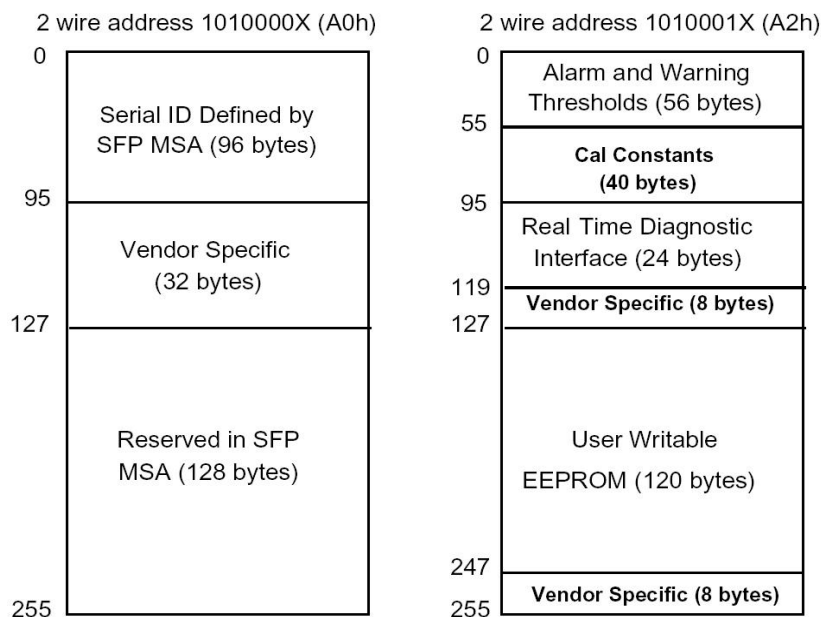 2 wire address 1010000X (A0h)
0
Serial ID Defined by
SFP MSA (96 bytes)
95
Vendor Specific
(32 bytes)
127
Reserved in SFP
MSA (128 bytes)
255
2 wire address 1010001X (A2h)
0
Alarm and Warning
Thresholds (56 bytes)
55
Cal Constants
(40 bytes)
95
Real Time Diagnostic
Interface (24 bytes)
119
Vendor Specific (8 bytes)
127
User Writable
EEPROM (120 bytes)
247
Vendor Specific (8 bytes)
255